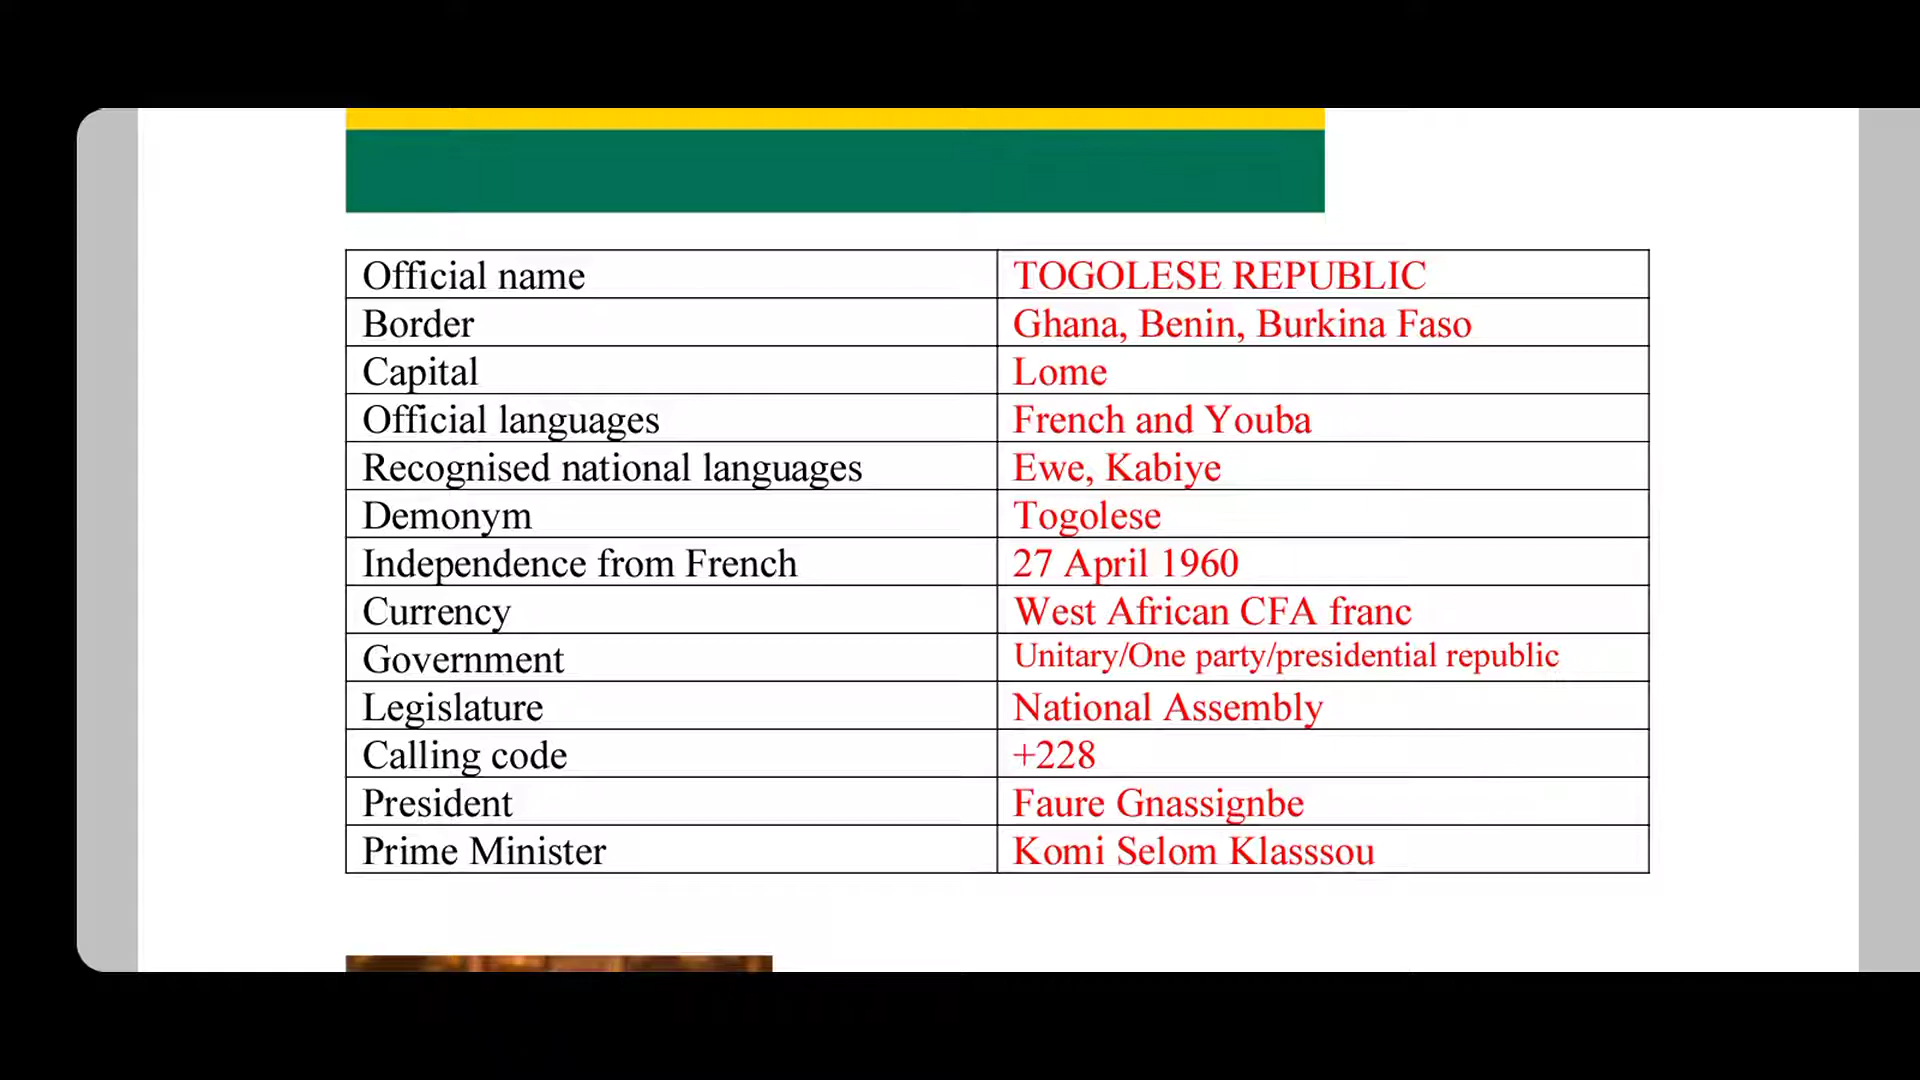 Official name TOGOLESE REPUBLIC
Border Ghana, Benin, Burkina Faso
Capital Lome
Official languages French and Youba
Recognised national languages Ewe, Kabiye
Demonym Togolese
Independence from French 27 April 1960
Currency West African CFA franc
Government Unitary/One party/presidential republic
Legislature National Assembly
Calling code +228
President Faure Gnassignbe
Prime Minister Komi Selom Klasssou